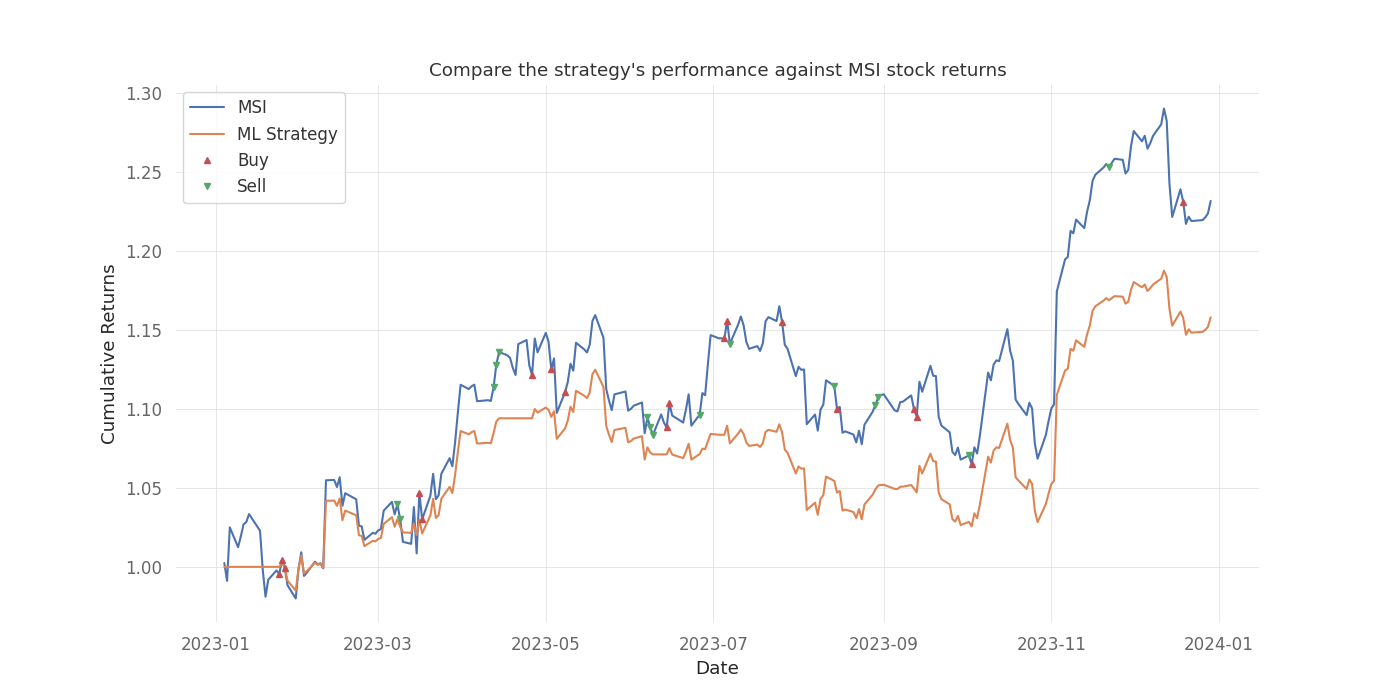 Compare the strategy's performance against MSI stock returns
MSI
ML Strategy
Buy
Sell
1.30
1.25
1.20
1.15
1.10
1.05
1.00
Cumulative Returns
2023-01 2023-03 2023-05 2023-07 2023-09 2023-11 2024-01
Date